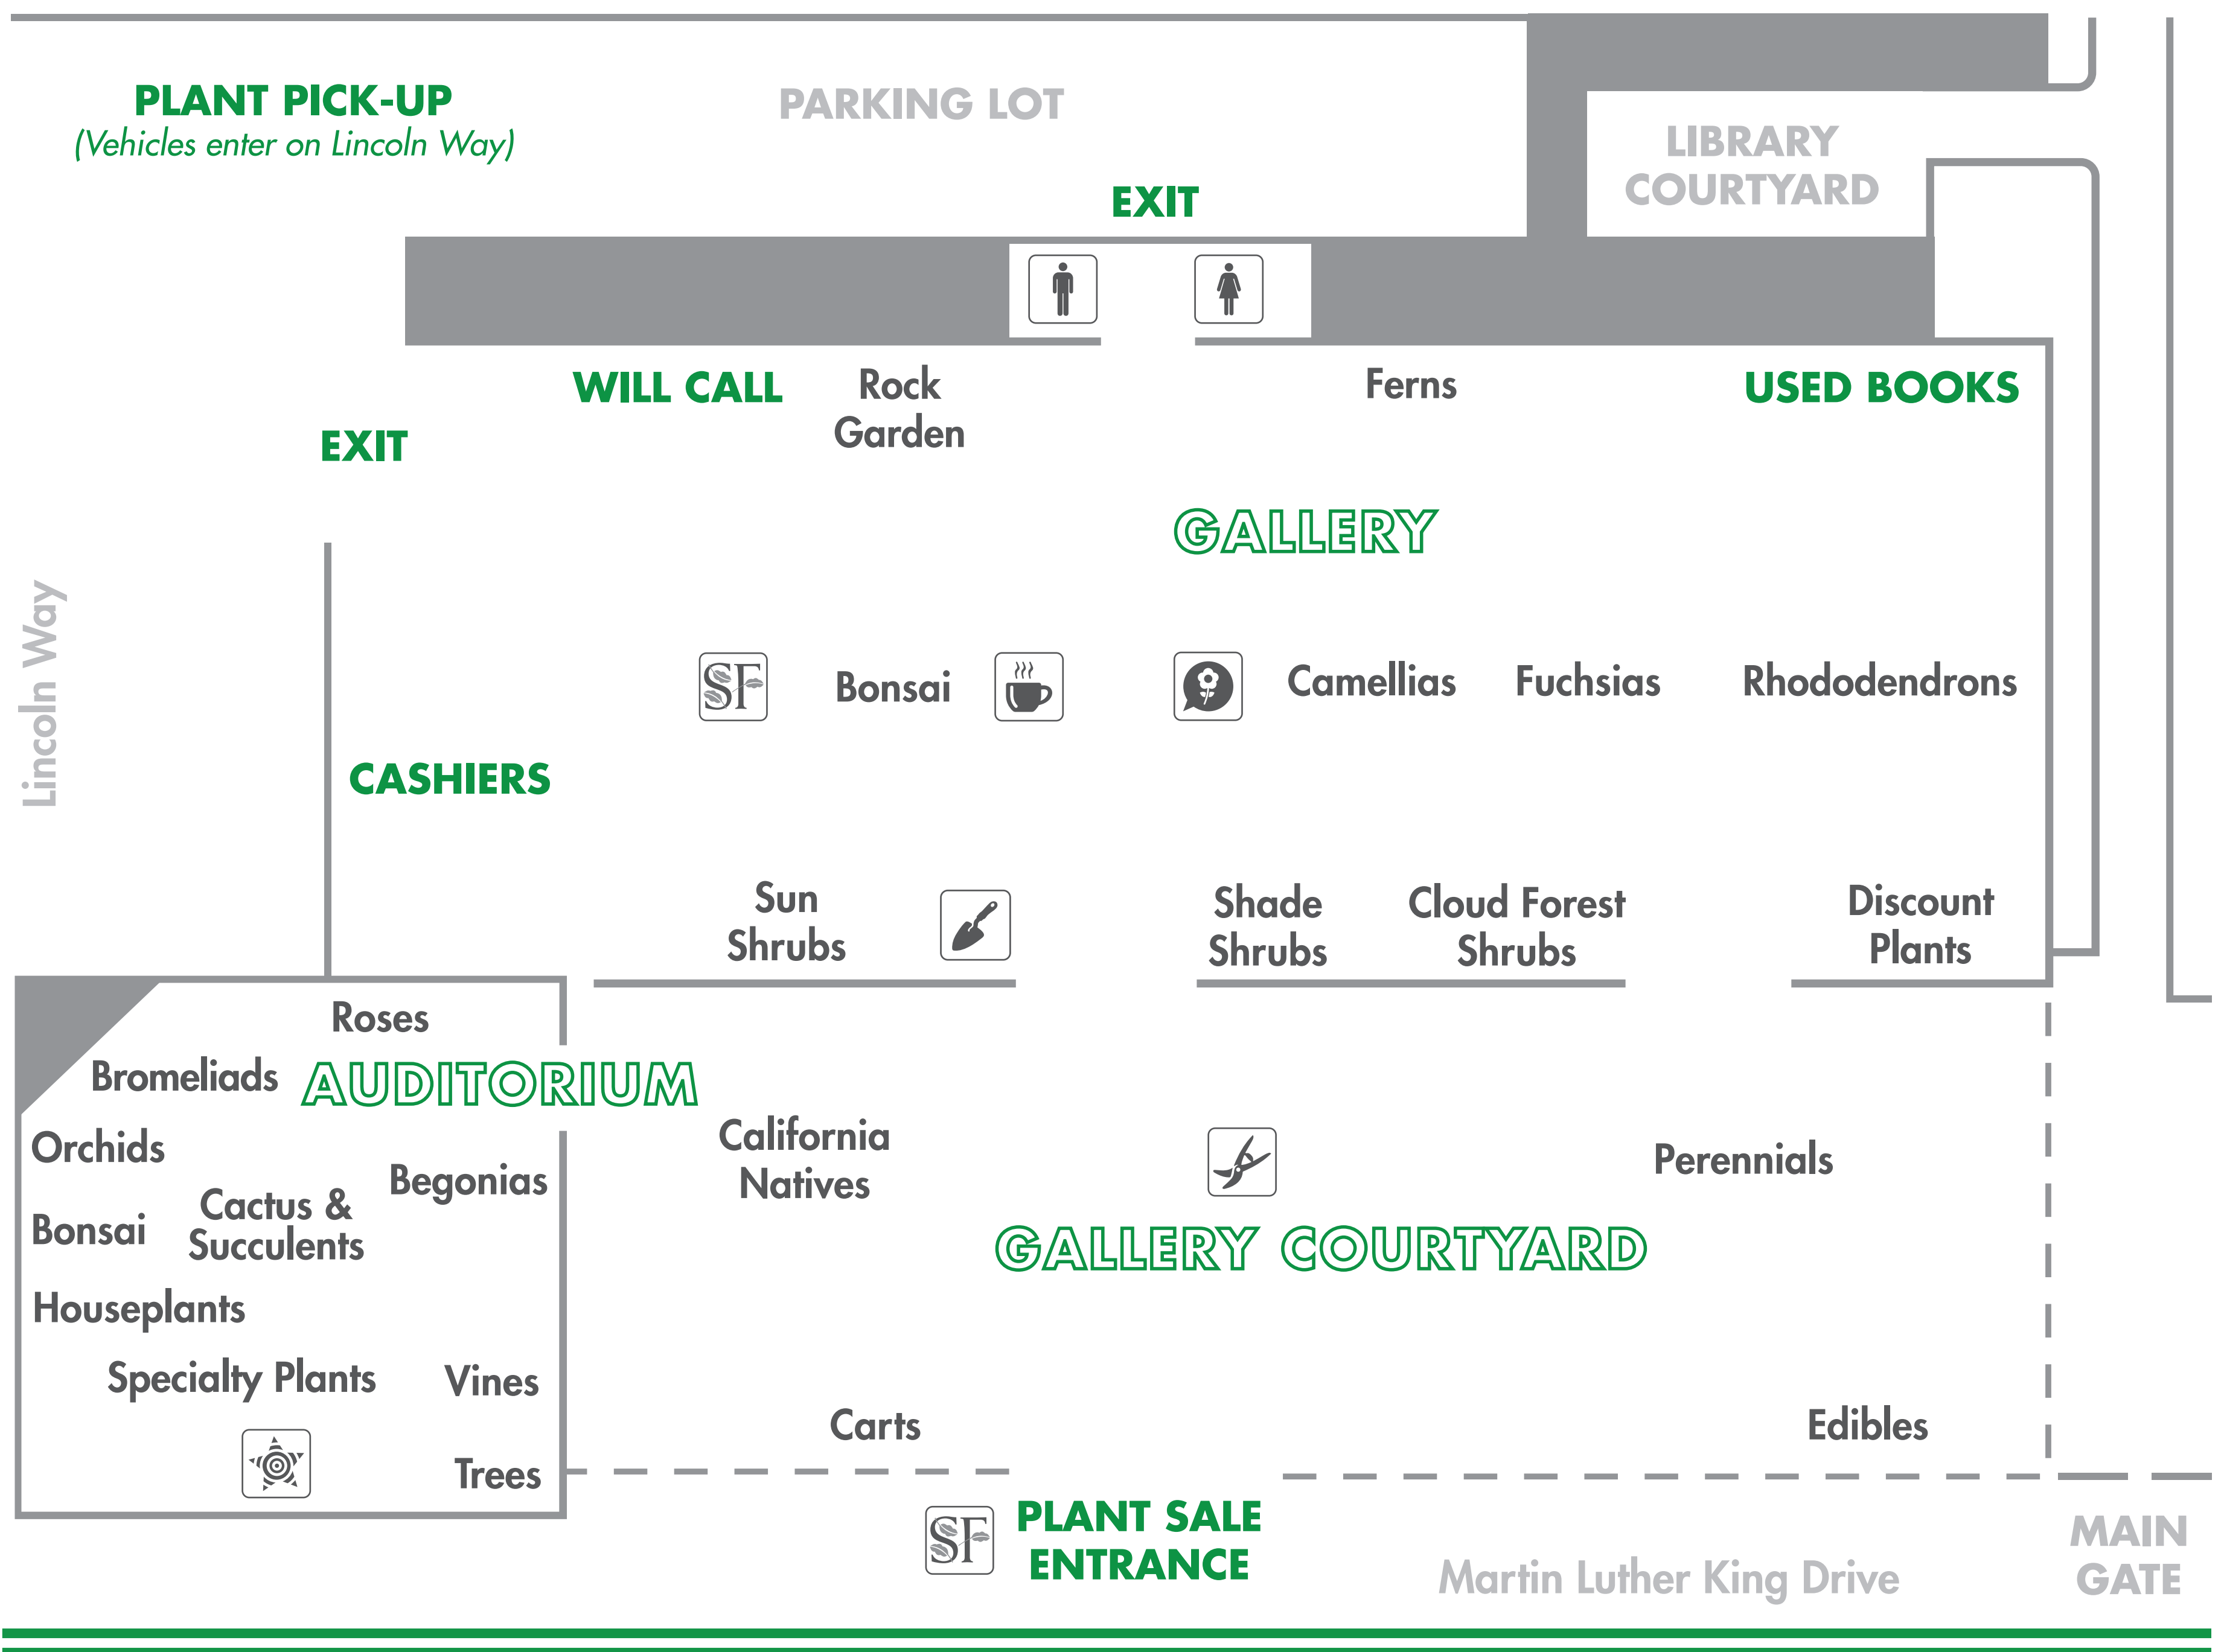 PLANT PICK-UP
(Vehicles enter on Lincoln Way)
PARKING LOT
LIBRARY
COURTYARD
EXIT
WILL CALL
Rock
Garden
Ferns
USED BOOKS
EXIT
GALLERY
Lincoln Way
SF
Bonsai
Camellias
Fuchsias
Rhododendrons
CASHIERS
Sun
Shrubs
Shade
Shrubs
Cloud Forest
Shrubs
Discount
Plants
Roses
Bromeliads
AUDITORIUM
Orchids
Begonias
Cactus &
Succulents
Bonsai
Houseplants
Specialty Plants
Vines
Trees
California
Natives
Perennials
GALLERY COURTYARD
Carts
Edibles
SF
PLANT SALE
ENTRANCE
Martin Luther King Drive
MAIN
GATE